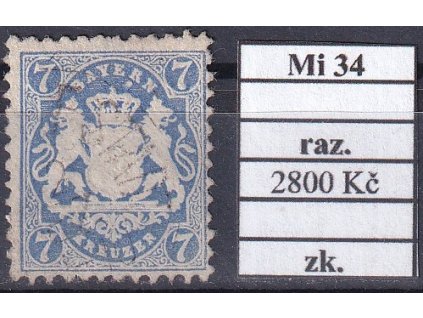 7 BAYERN 7
7 KREUZER 7
Mi 34
raz.
2800 Kč
zk.